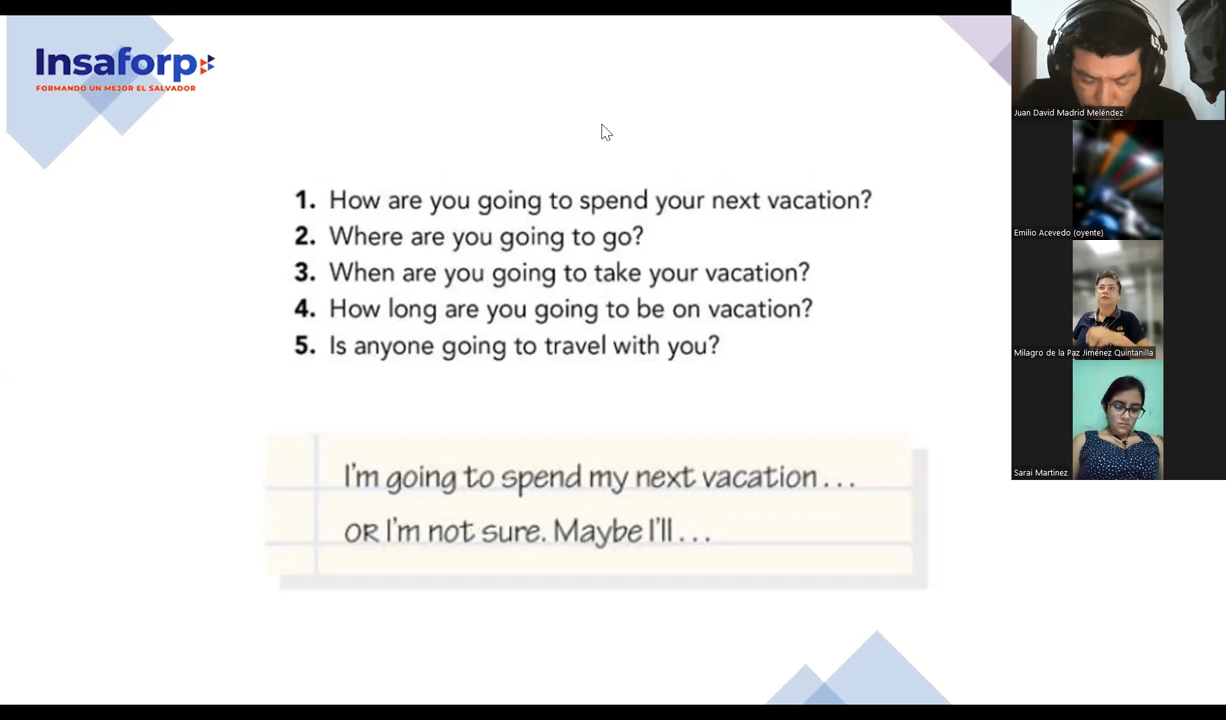 Insaforp
FORMANDO UN MEJOR EL SALVADOR
1. How are you going to spend your next vacation?
2. Where are you going to go?
3. When are you going to take your vacation?
4. How long are you going to be on vacation?
5. Is anyone going to travel with you?
I'm going to spend my next vacation...
OR I'm not sure. Maybe I'll...
Juan David Madrid Meléndez
Emilio Acevedo (oyente)
Milagro de la Paz Jiménez Quintanilla
Sarai Martinez